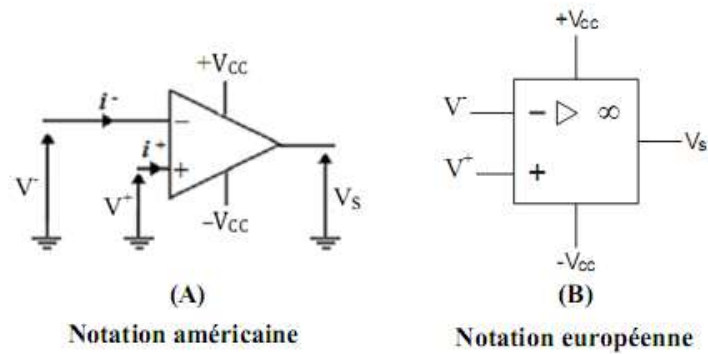 +Vcc
i-
−
i+
+
V-
V+
−Vcc
Vs
(A)
Notation américaine
+Vcc
V-
− ▷ ∞
V+
+
Vs
-Vcc
(B)
Notation européenne